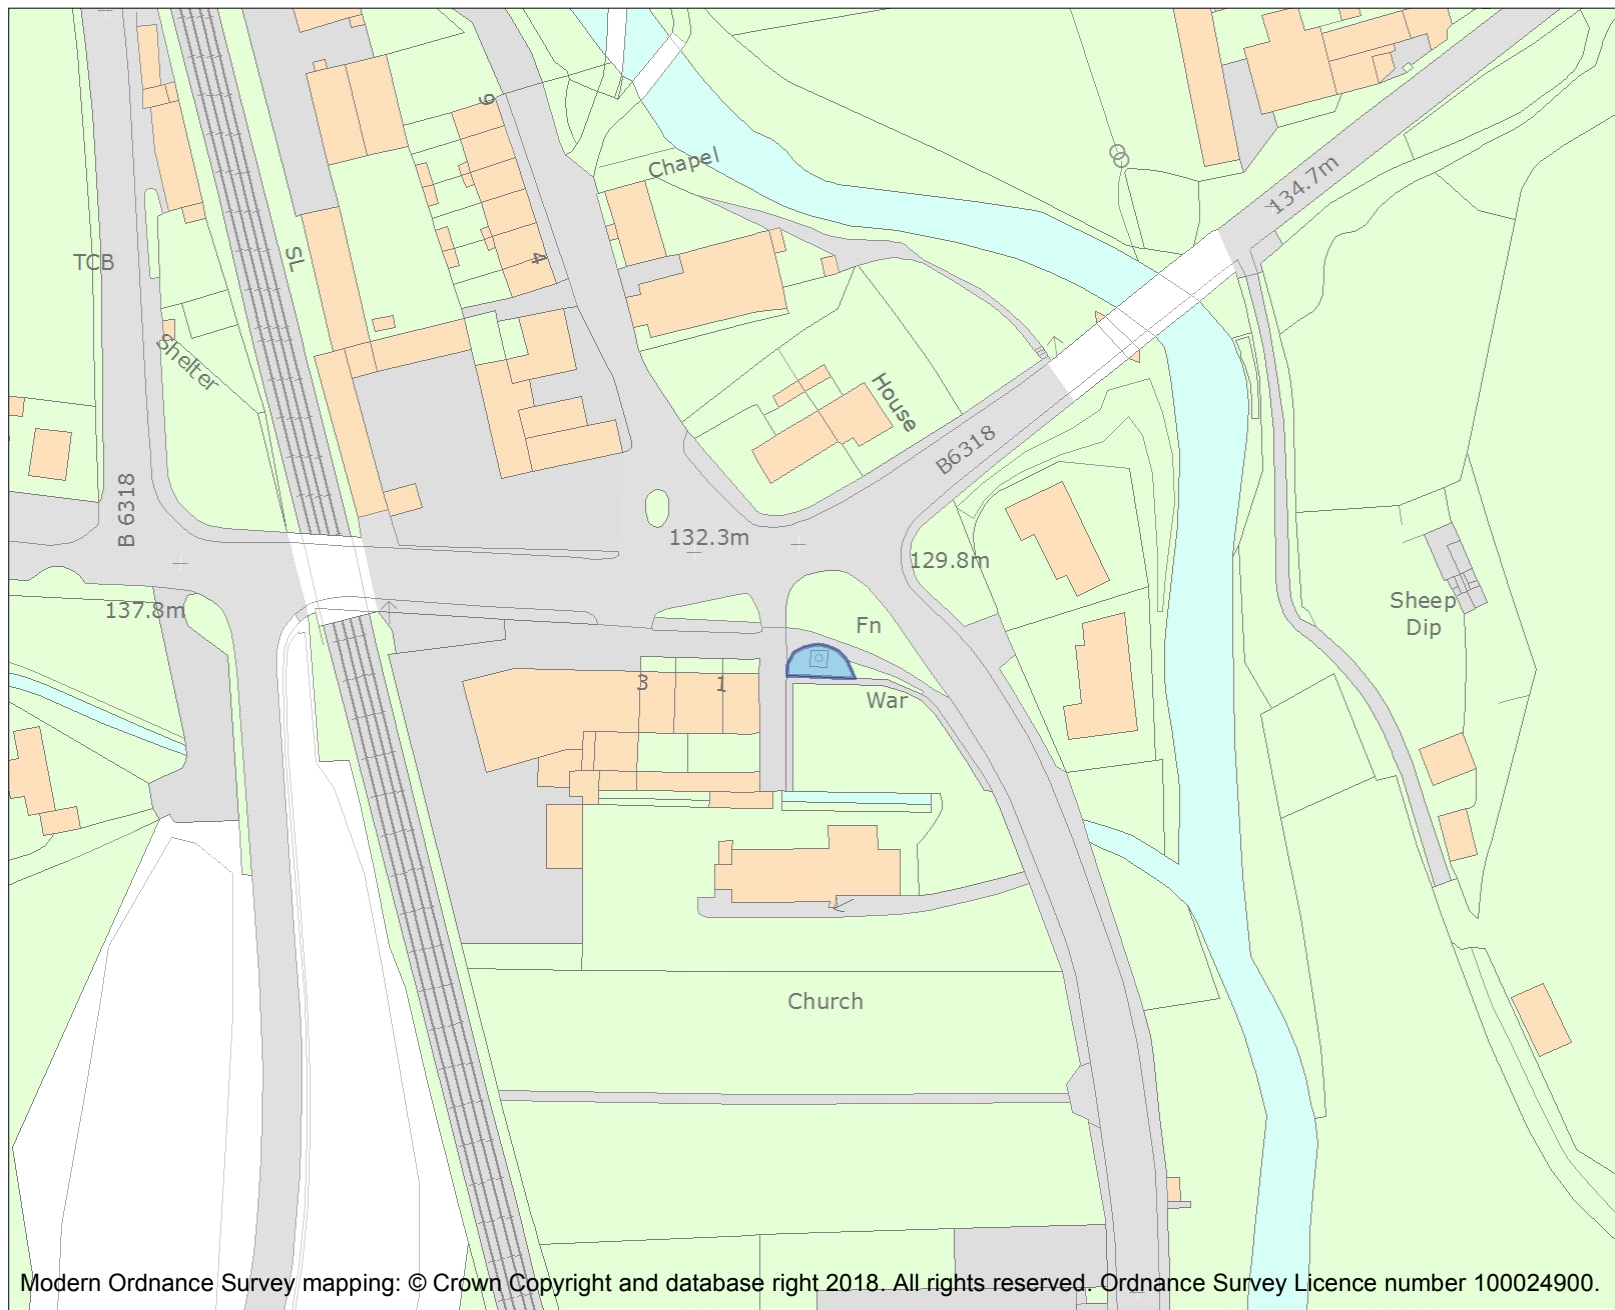 9
Chapel
134.7m
SL
4
TCB
Shelter
House
B6318
B 6318
132.3m
129.8m
137.8m
Fn
Sheep
Dip
3
1
War
Church
Modern Ordnance Survey mapping: © Crown Copyright and database right 2018. All rights reserved. Ordnance Survey Licence number 100024900.